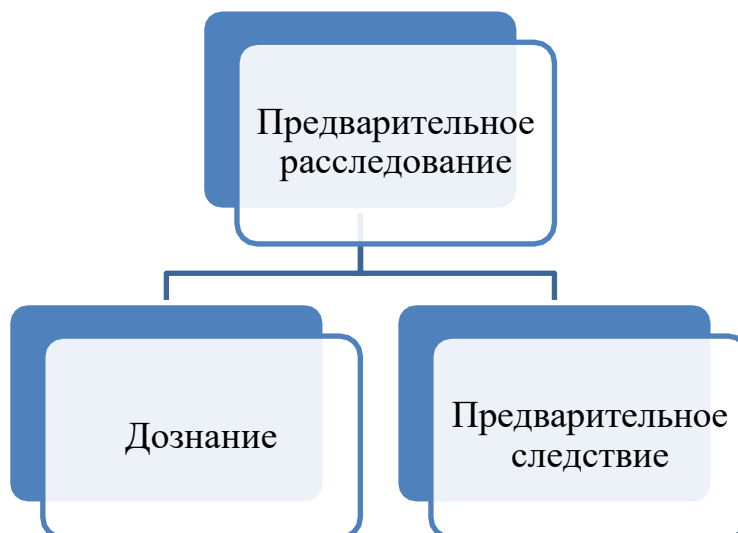 Предварительное
расследование
Дознание
Предварительное
следствие